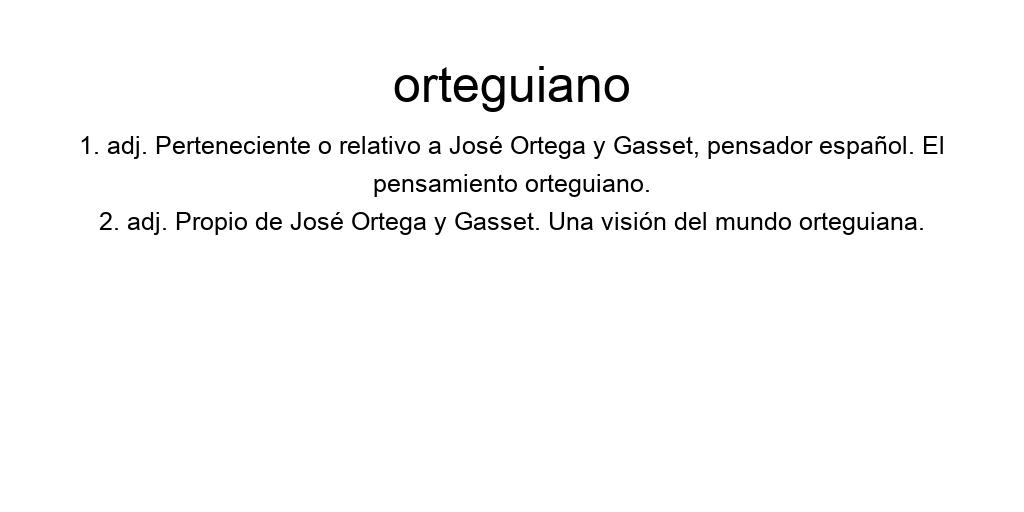 orteguiano
1. adj. Perteneciente o relativo a José Ortega y Gasset, pensador español. El
pensamiento orteguiano.
2. adj. Propio de José Ortega y Gasset. Una visión del mundo orteguiana.